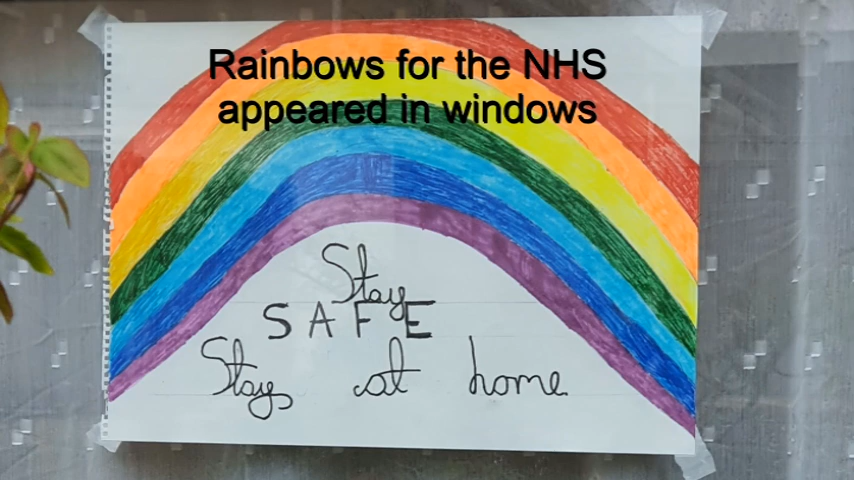 Rainbows for the NHS
appeared in windows
Stay
SAFE
Stay at home